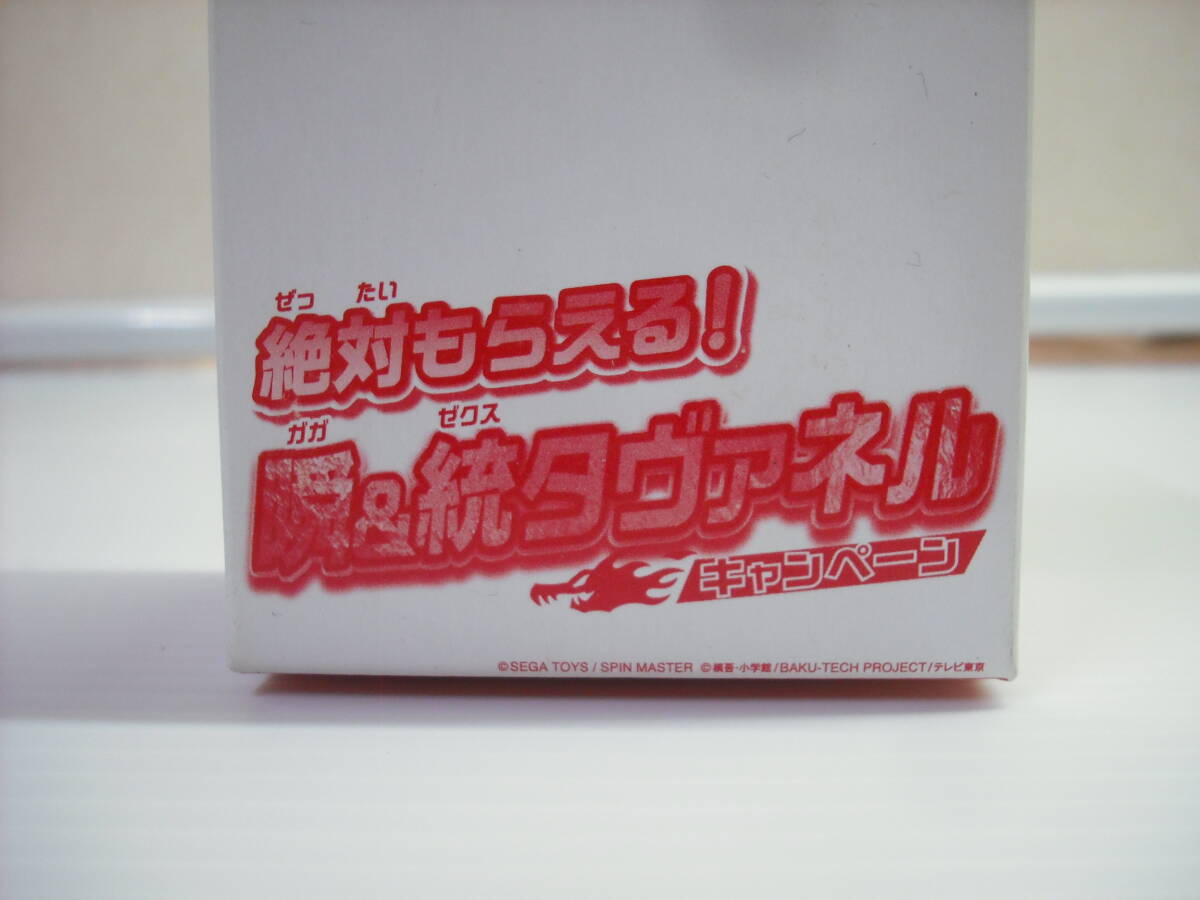 ぜつ たい
絶対もらえる!
ガガ ゼクス
&統タヴァネル
キャンペーン
©SEGA TOYS / SPIN MASTER ©槙吾・小学館/BAKU-TECH PROJECT/テレビ東京